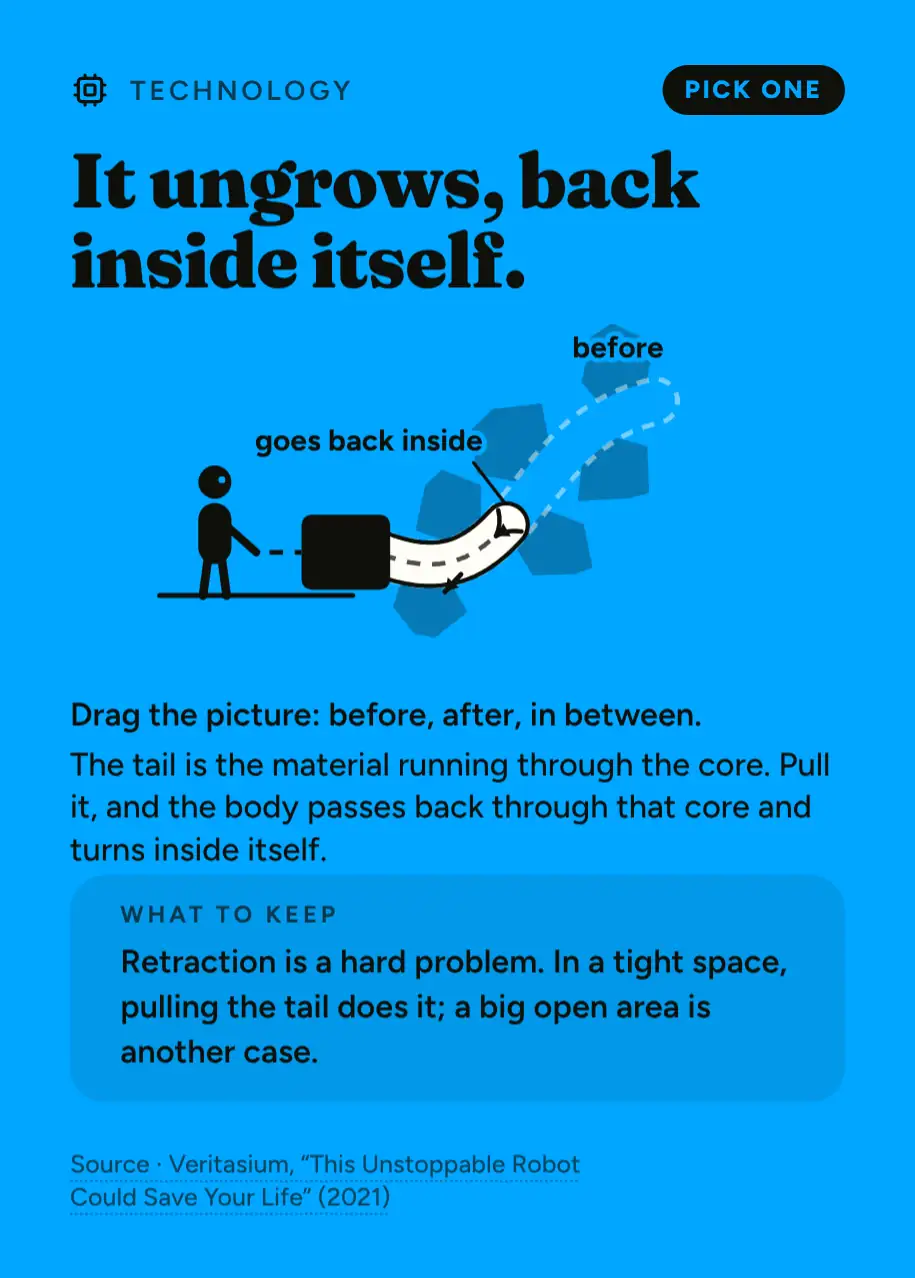 TECHNOLOGY
PICK ONE
It ungrows, back
inside itself.
before
goes back inside
Drag the picture: before, after, in between.
The tail is the material running through the core. Pull
it, and the body passes back through that core and
turns inside itself.
WHAT TO KEEP
Retraction is a hard problem. In a tight space,
pulling the tail does it; a big open area is
another case.
Source · Veritasium, “This Unstoppable Robot
Could Save Your Life” (2021)